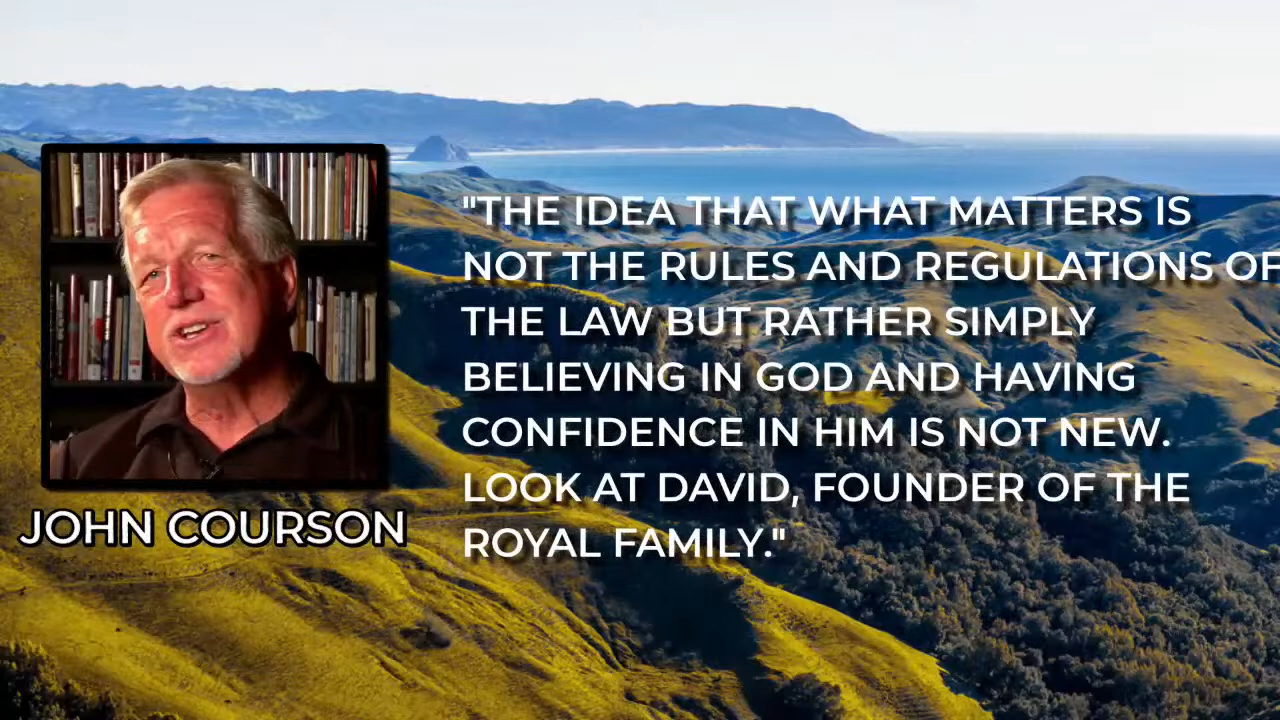 "THE IDEA THAT WHAT MATTERS IS
NOT THE RULES AND REGULATIONS OF
THE LAW BUT RATHER SIMPLY
BELIEVING IN GOD AND HAVING
CONFIDENCE IN HIM IS NOT NEW.
LOOK AT DAVID, FOUNDER OF THE
ROYAL FAMILY."
JOHN COURSON